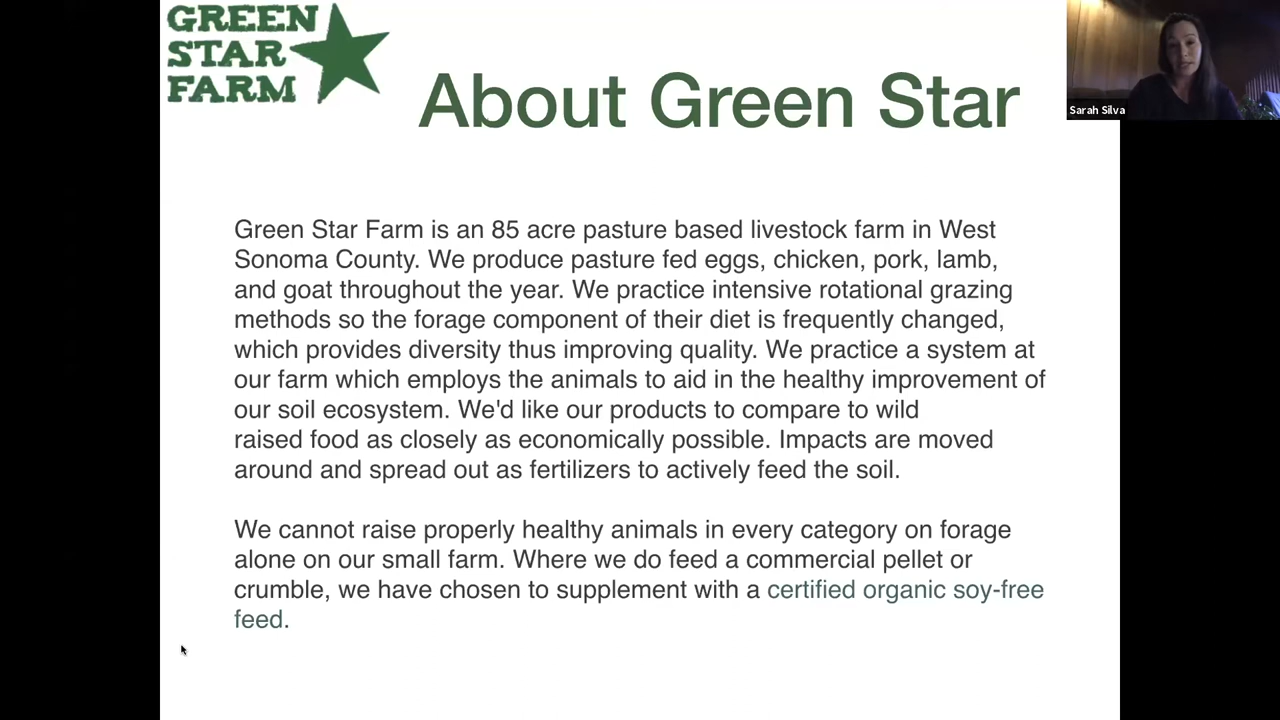 GREEN
STAR
FARM
About Green Star
Sarah Silva
Green Star Farm is an 85 acre pasture based livestock farm in West
Sonoma County. We produce pasture fed eggs, chicken, pork, lamb,
and goat throughout the year. We practice intensive rotational grazing
methods so the forage component of their diet is frequently changed,
which provides diversity thus improving quality. We practice a system at
our farm which employs the animals to aid in the healthy improvement of
our soil ecosystem. We'd like our products to compare to wild
raised food as closely as economically possible. Impacts are moved
around and spread out as fertilizers to actively feed the soil.
We cannot raise properly healthy animals in every category on forage
alone on our small farm. Where we do feed a commercial pellet or
crumble, we have chosen to supplement with a certified organic soy-free
feed.